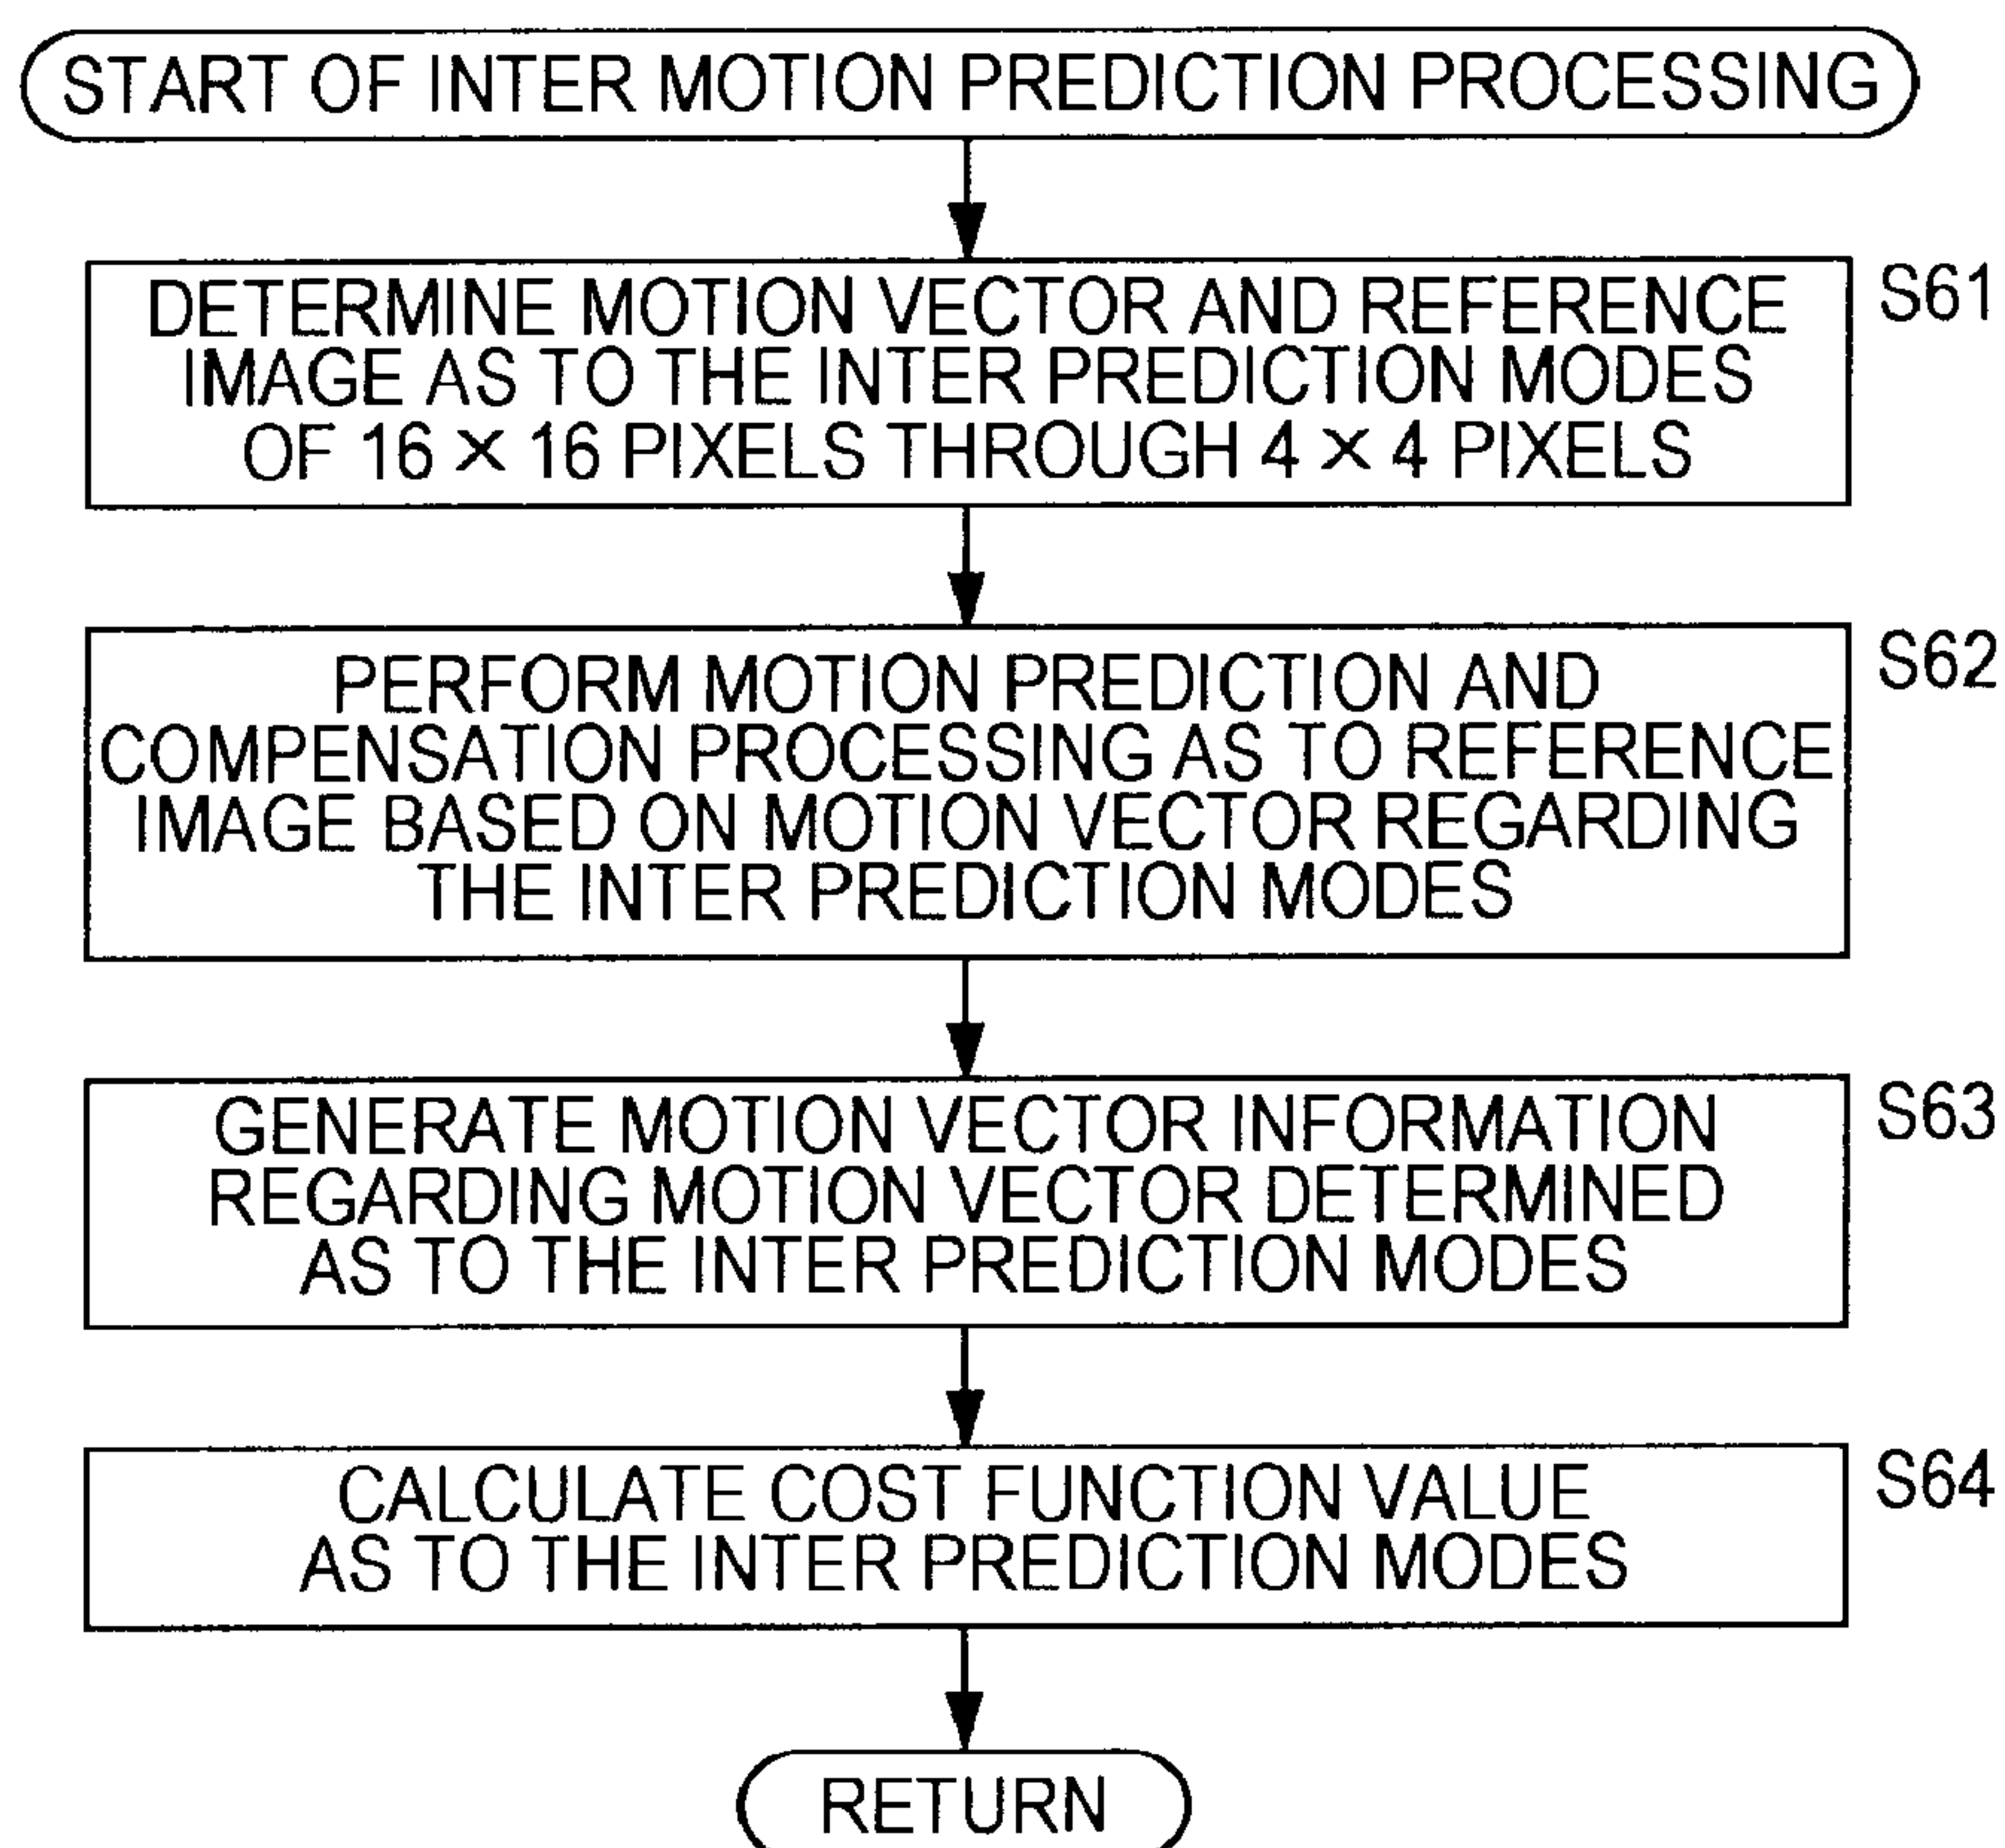 START OF INTER MOTION PREDICTION PROCESSING
DETERMINE MOTION VECTOR AND REFERENCE
IMAGE AS TO THE INTER PREDICTION MODES
OF 16 × 16 PIXELS THROUGH 4 × 4 PIXELS
S61
PERFORM MOTION PREDICTION AND
COMPENSATION PROCESSING AS TO REFERENCE
IMAGE BASED ON MOTION VECTOR REGARDING
THE INTER PREDICTION MODES
S62
GENERATE MOTION VECTOR INFORMATION
REGARDING MOTION VECTOR DETERMINED
AS TO THE INTER PREDICTION MODES
S63
CALCULATE COST FUNCTION VALUE
AS TO THE INTER PREDICTION MODES
S64
RETURN